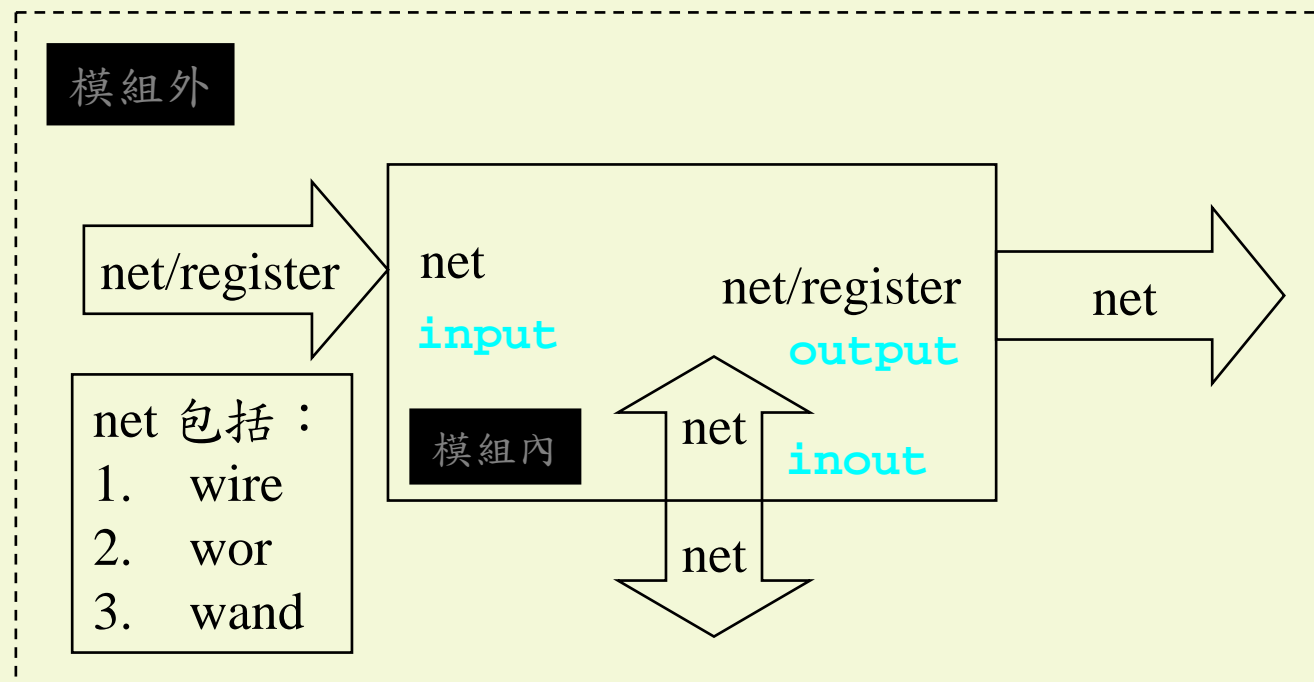 模組外
net/register
net
input
net/register
output
net
net 包括：
1. wire
2. wor
3. wand
模組內
net
inout
net